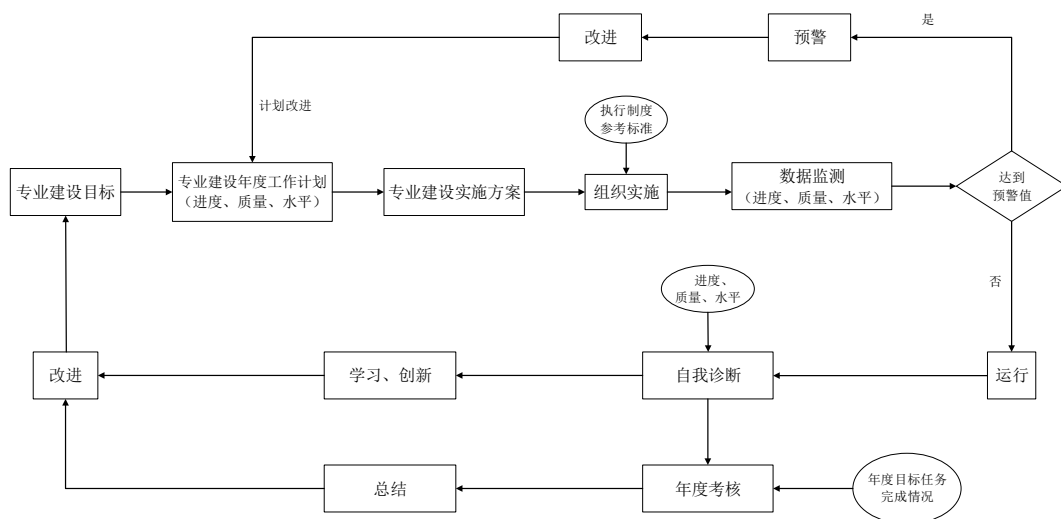 改进
预警
是
计划改进
执行制度
参考标准
专业建设目标
专业建设年度工作计划
（进度、质量、水平）
专业建设实施方案
组织实施
数据监测
（进度、质量、水平）
达到
预警值
进度、
质量、水平
否
改进
学习、创新
自我诊断
运行
总结
年度考核
年度目标任务
完成情况